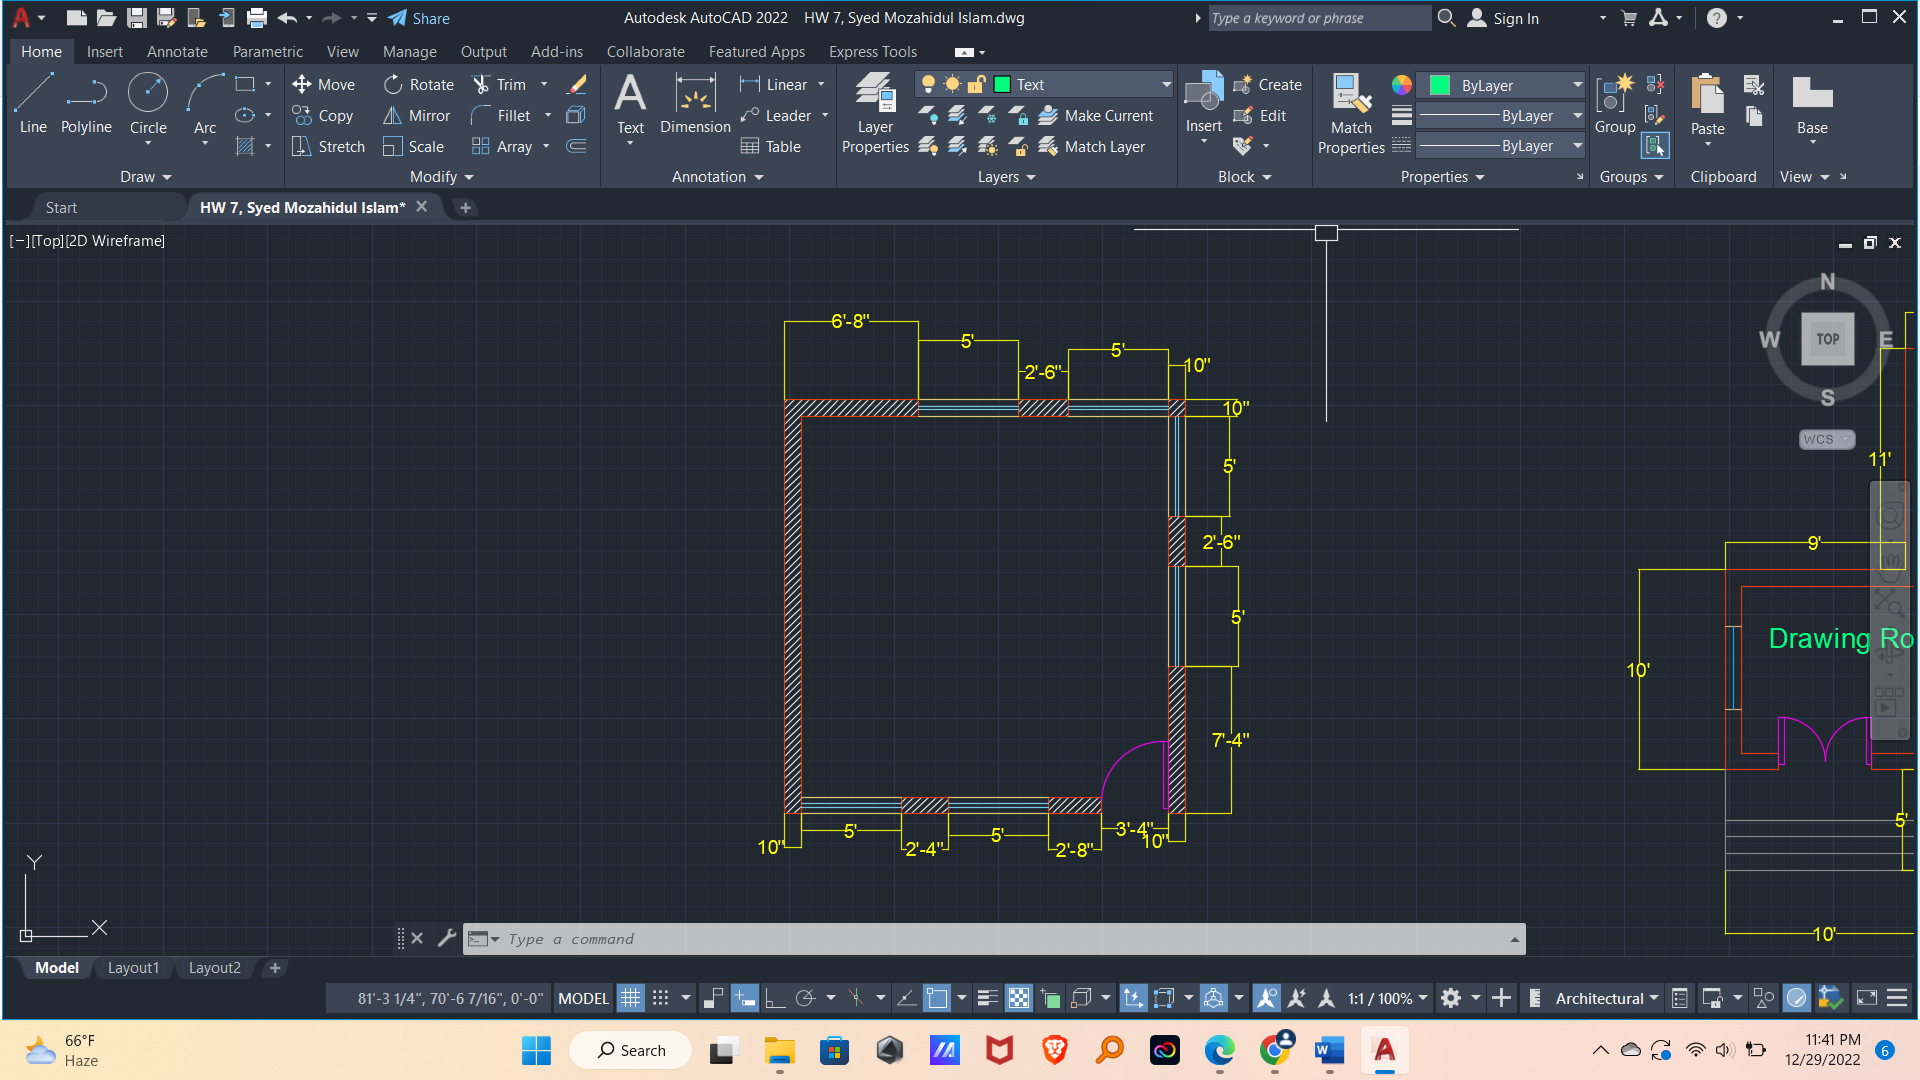 Share
Autodesk AutoCAD 2022 HW 7, Syed Mozahidul Islam.dwg
Type a keyword or phrase
Sign In
Home Insert Annotate Parametric View Manage Output Add-ins Collaborate Featured Apps Express Tools
Line
Polyline
Circle
Arc
Move
Copy
Stretch
Rotate
Mirror
Scale
Trim
Fillet
Array
Text
Dimension
Linear
Leader
Table
Layer
Properties
Text
Make Current
Match Layer
Insert
Create
Edit
Match
Properties
ByLayer
ByLayer
ByLayer
Group
Paste
Base
Draw Modify Annotation Layers Block Properties Groups Clipboard View
Start HW 7, Syed Mozahidul Islam*
[−][Top][2D Wireframe]
N
W TOP E
S
WCS
6'-8"
5'
2'-6"
5'
10"
10"
5'
2'-6"
5'
7'-4"
10"
5'
2'-4"
5'
2'-8"
3'-4"
10"
11'
9'
Drawing Ro
10'
5'
10'
Y
X
Type a command
Model Layout1 Layout2
81'-3 1/4", 70'-6 7/16", 0'-0" MODEL 1:1 / 100% Architectural
66°F
Haze
Search
11:41 PM
12/29/2022
6